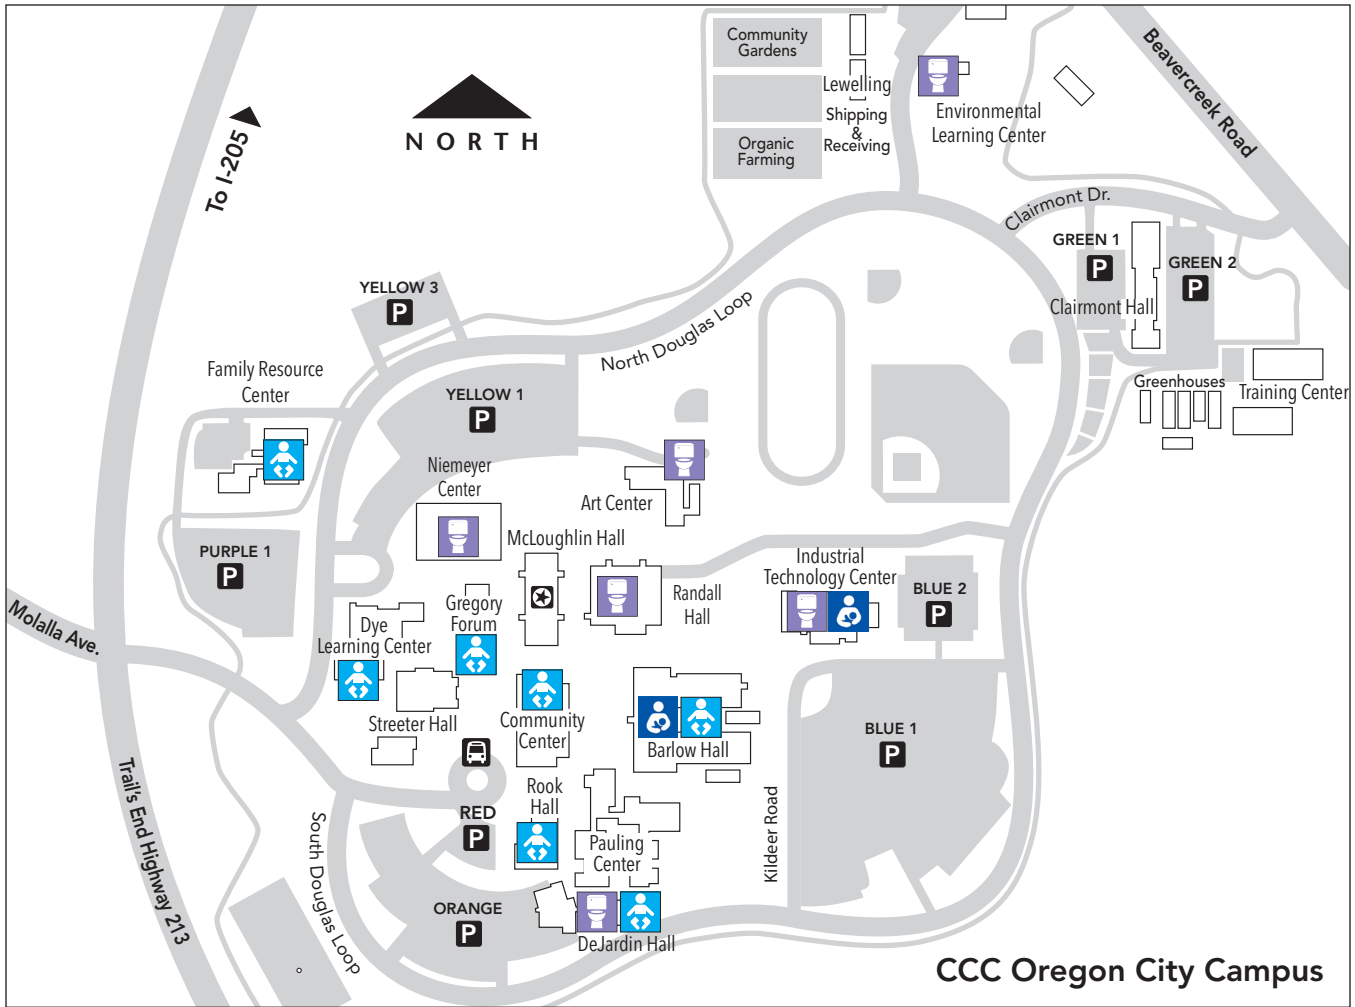 Community
Gardens
Lewelling
Shipping
&
Receiving
Organic
Farming
Environmental
Learning Center
Beavercreek Road
NORTH
To I-205
Clairmont Dr.
GREEN 1
P
GREEN 2
P
Clairmont Hall
YELLOW 3
P
North Douglas Loop
Family Resource
Center
YELLOW 1
P
Greenhouses
Training Center
Niemeyer
Center
Art Center
McLoughlin Hall
PURPLE 1
P
Industrial
Technology Center
BLUE 2
P
Randall
Hall
Gregory
Forum
Dye
Learning Center
Molalla Ave.
Streeter Hall
Community
Center
Barlow Hall
BLUE 1
P
Trail's End Highway 213
Rook
Hall
RED
P
Pauling
Center
Kildeer Road
South Douglas Loop
ORANGE
P
DeJardin Hall
CCC Oregon City Campus